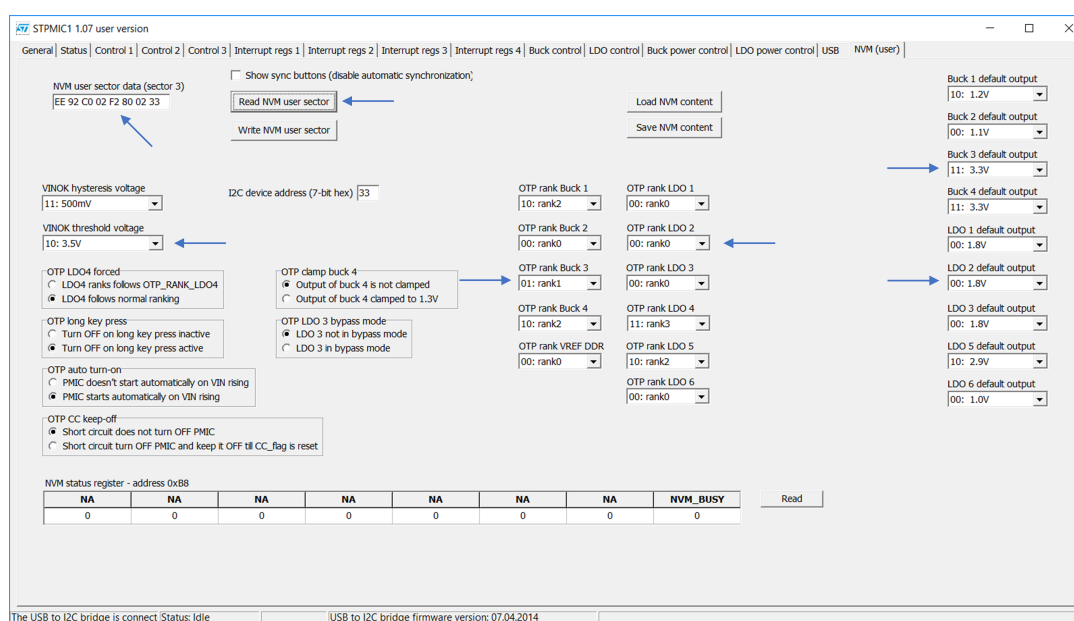 STPMIC1 1.07 user version
General Status Control 1 Control 2 Control 3 Interrupt regs 1 Interrupt regs 2 Interrupt regs 3 Interrupt regs 4 Buck control LDO control Buck power control LDO power control USB NVM (user)
NVM user sector data (sector 3)
EE 92 C0 02 F2 80 02 33
Show sync buttons (disable automatic synchronization)
Read NVM user sector
Write NVM user sector
Load NVM content
Save NVM content
VINOK hysteresis voltage
11: 500mV
VINOK threshold voltage
10: 3.5V
I2C device address (7-bit hex) 33
OTP LDO4 forced
LDO4 ranks follows OTP_RANK_LDO4
LDO4 follows normal ranking
OTP long key press
Turn OFF on long key press inactive
Turn OFF on long key press active
OTP auto turn-on
PMIC doesn't start automatically on VIN rising
PMIC starts automatically on VIN rising
OTP CC keep-off
Short circuit does not turn OFF PMIC
Short circuit turn OFF PMIC and keep it OFF till CC_flag is reset
OTP clamp buck 4
Output of buck 4 is not clamped
Output of buck 4 clamped to 1.3V
OTP LDO 3 bypass mode
LDO 3 not in bypass mode
LDO 3 in bypass mode
OTP rank Buck 1
10: rank2
OTP rank Buck 2
00: rank0
OTP rank Buck 3
01: rank1
OTP rank Buck 4
10: rank2
OTP rank VREF DDR
00: rank0
OTP rank LDO 1
00: rank0
OTP rank LDO 2
00: rank0
OTP rank LDO 3
00: rank0
OTP rank LDO 4
11: rank3
OTP rank LDO 5
10: rank2
OTP rank LDO 6
00: rank0
Buck 1 default output
10: 1.2V
Buck 2 default output
00: 1.1V
Buck 3 default output
11: 3.3V
Buck 4 default output
11: 3.3V
LDO 1 default output
00: 1.8V
LDO 2 default output
00: 1.8V
LDO 3 default output
00: 1.8V
LDO 5 default output
10: 2.9V
LDO 6 default output
00: 1.0V
NVM status register - address 0xB8
NA NA NA NA NA NA NA NVM_BUSY
0 0 0 0 0 0 0 0
Read
The USB to I2C bridge is connect Status: Idle USB to I2C bridge firmware version: 07.04.2014